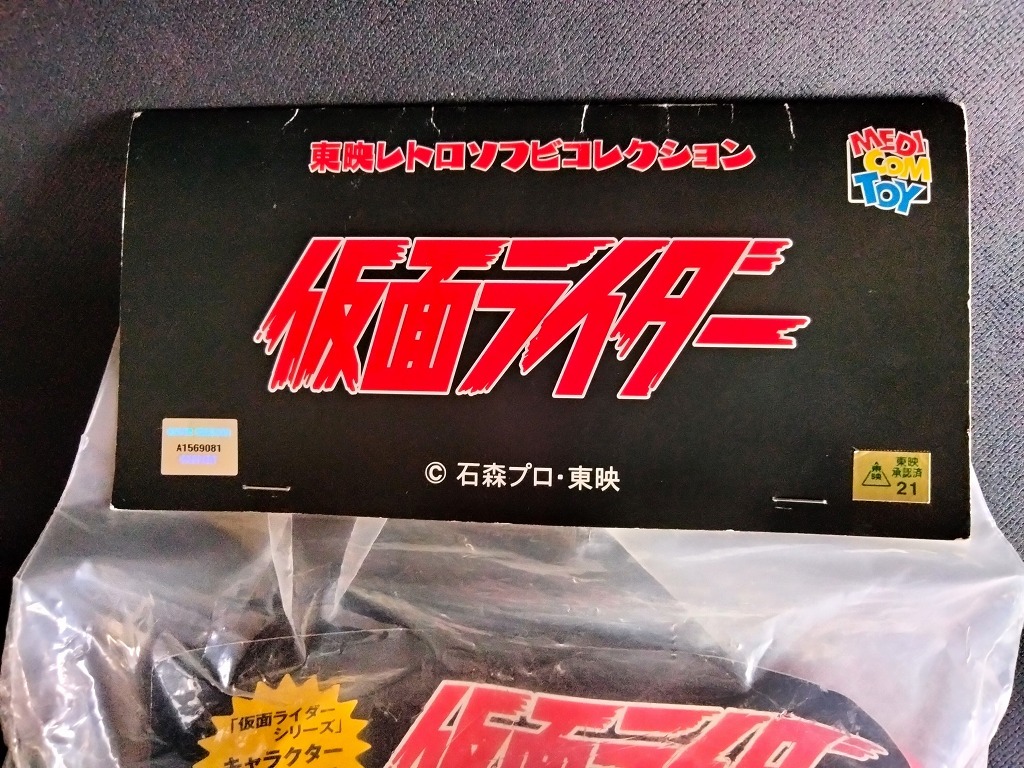 東映レトロソフビコレクション
MEDI
COM
TOY
仮面ライダー
A1569081
© 石森プロ・東映
東映
東映
承認済
21
「仮面ライダー
シリーズ」
キャラクター
仮面ライダー